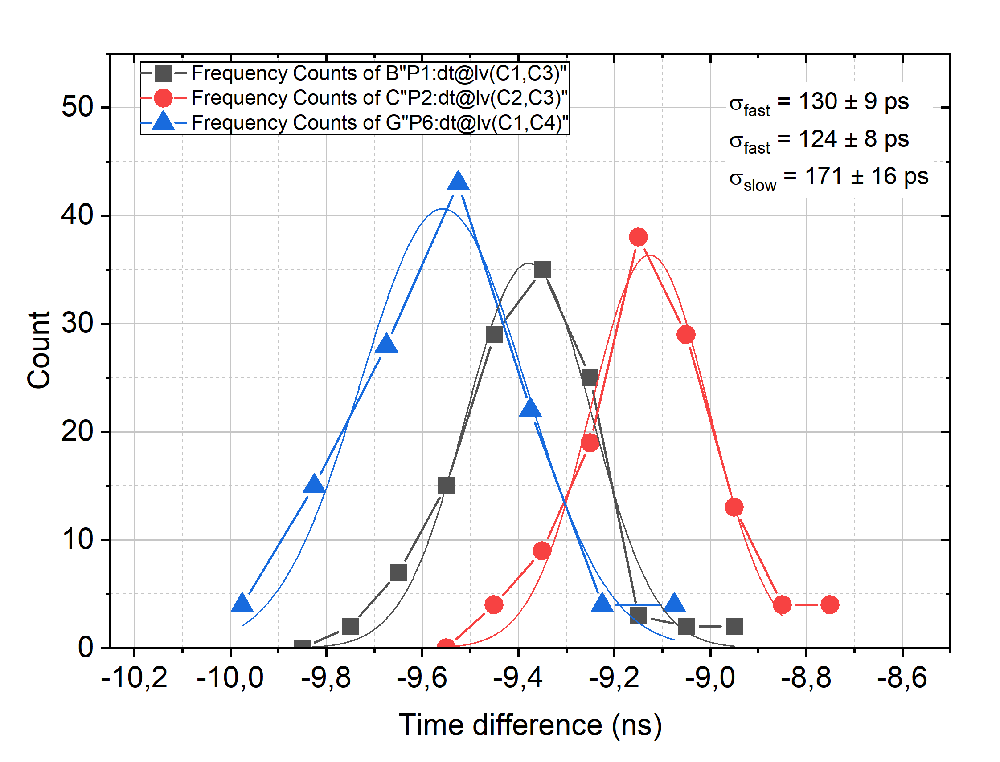 Frequency Counts of B"P1:dt@lv(C1,C3)"
Frequency Counts of C"P2:dt@lv(C2,C3)"
Frequency Counts of G"P6:dt@lv(C1,C4)"
σfast = 130 ± 9 ps
σfast = 124 ± 8 ps
σslow = 171 ± 16 ps
50
40
30
20
10
0
Count
-10,2 -10,0 -9,8 -9,6 -9,4 -9,2 -9,0 -8,8 -8,6
Time difference (ns)